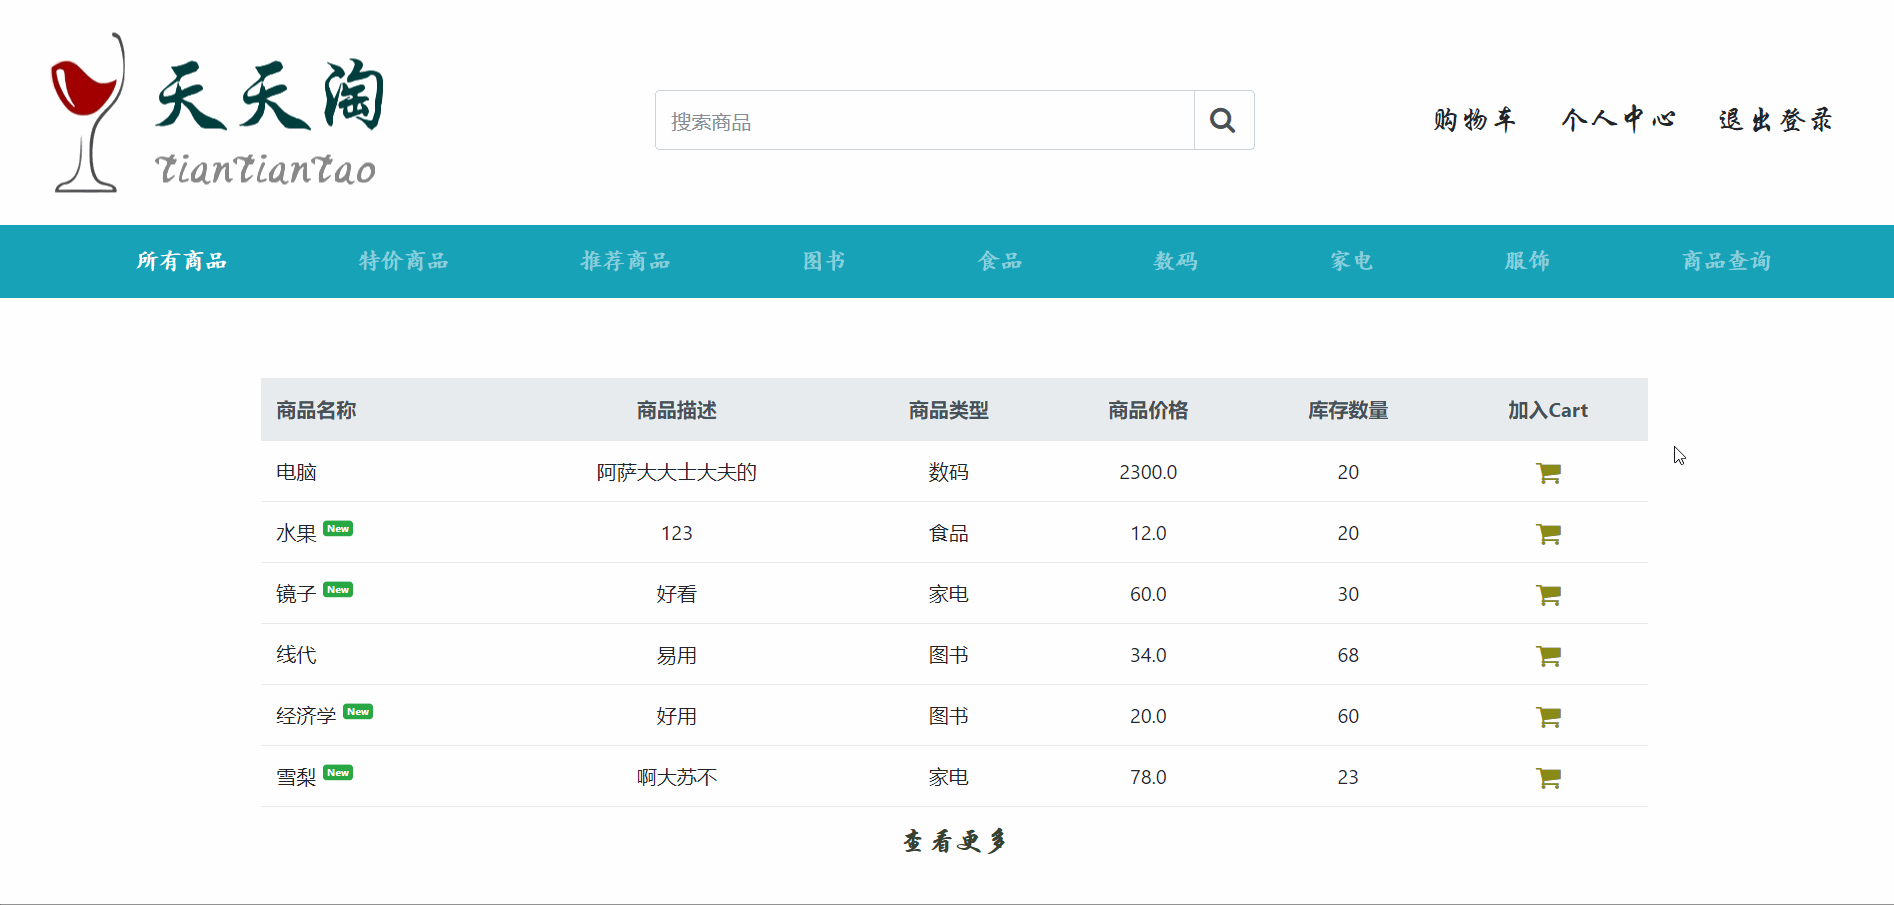 天天淘
TianTianTao
搜索商品
购物车 个人中心 退出登录
所有商品 特价商品 推荐商品 图书 食品 数码 家电 服饰 商品查询
商品名称 商品描述 商品类型 商品价格 库存数量 加入Cart
电脑 阿萨大大士大夫的 数码 2300.0 20
水果 New 123 食品 12.0 20
镜子 New 好看 家电 60.0 30
线代 易用 图书 34.0 68
经济学 New 好用 图书 20.0 60
雪梨 New 啊大苏不 家电 78.0 23
查看更多